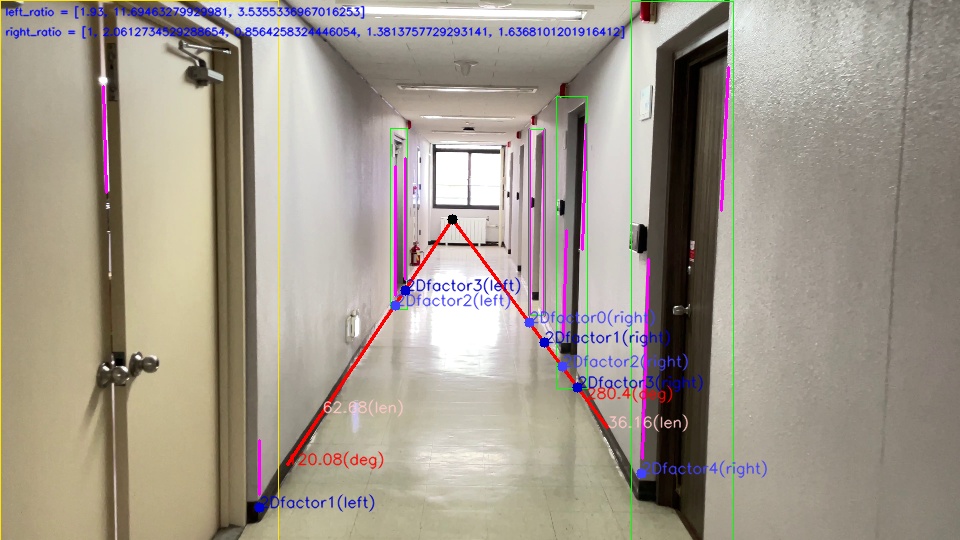 left_ratio = [1.93, 11.69463279929981, 3.5355336967016253]
right_ratio = [1, 2.0612734529288654, 0.8564258324446054, 1.3813757729293141, 1.6368101201916412]
2Dfactor3(left)
2Dfactor2(left)
2Dfactor0(right)
2Dfactor1(right)
2Dfactor2(right)
2Dfactor3(right)
280.4(deg)
62.68(len)
36.16(len)
20.08(deg)
2Dfactor4(right)
2Dfactor1(left)